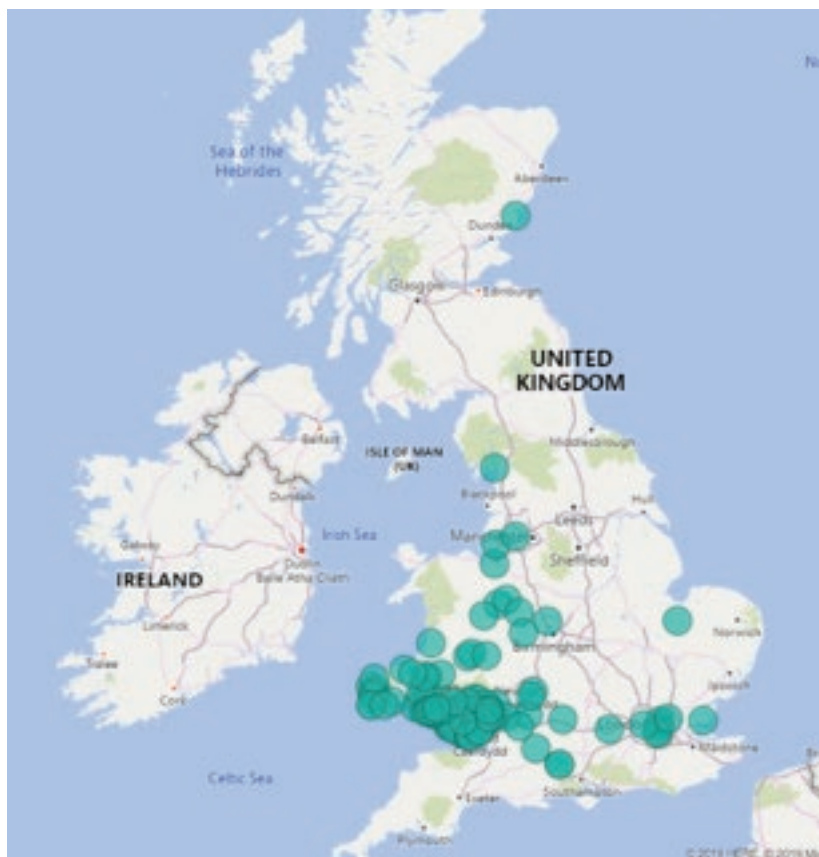 Sea of the
Hebrides
Aberdeen
Dundee
Glasgow
Edinburgh
UNITED
KINGDOM
Belfast
ISLE OF MAN
(UK)
Middlesbrough
Dundalk
Blackpool
Leeds
Hull
Irish Sea
Galway
Dublin
Baile Átha Cliath
Sheffield
IRELAND
Limerick
Norwich
Birmingham
Tralee
Cork
Ipswich
Maidstone
Caerdydd
Celtic Sea
Southampton
Exeter
Plymouth